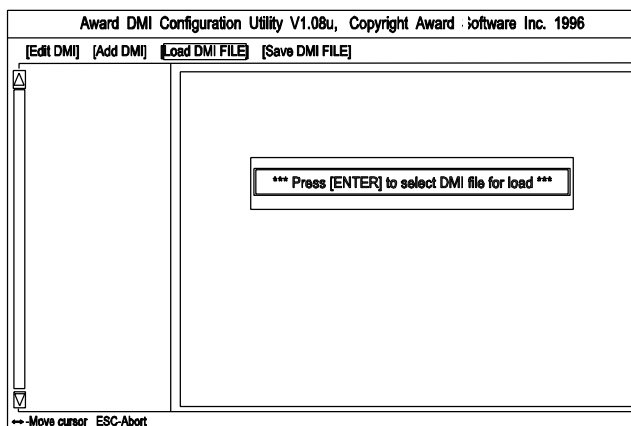 Award DMI Configuration Utility V1.08u, Copyright Award Software Inc. 1996
[Edit DMI] [Add DMI] [Load DMI FILE] [Save DMI FILE]
*** Press [ENTER] to select DMI file for load ***
↔-Move cursor ESC-Abort